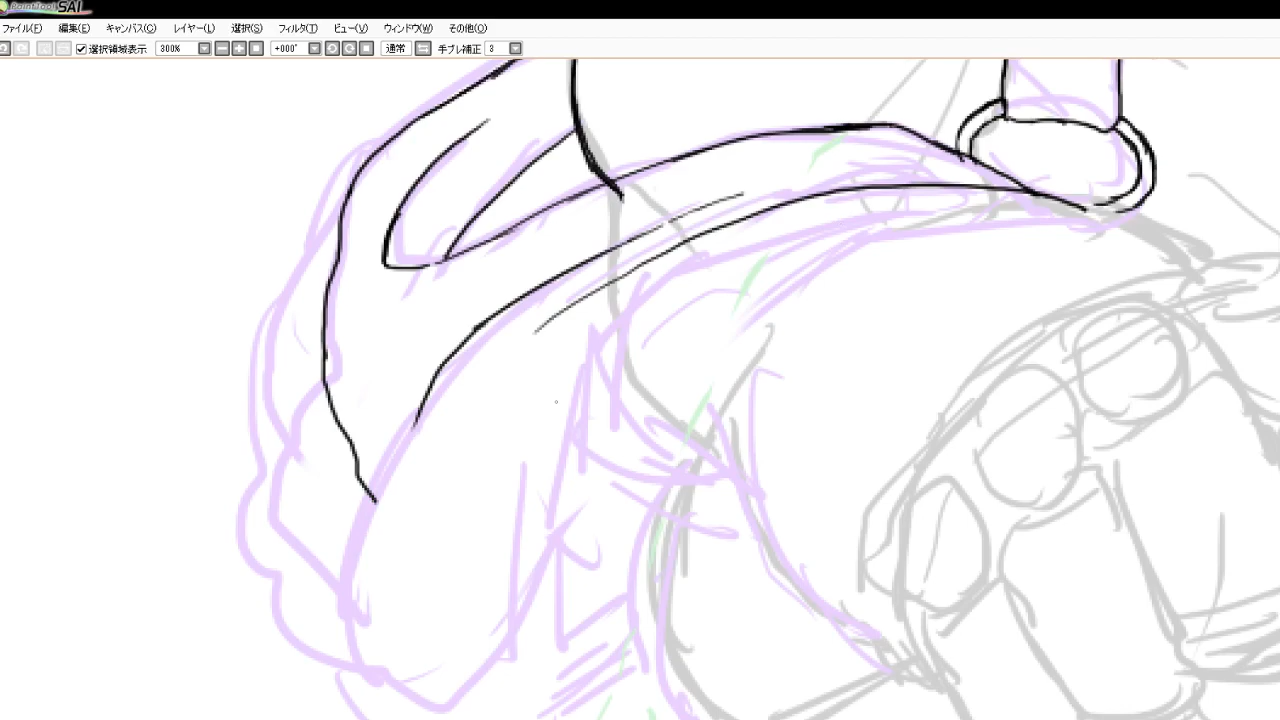 PaintTool SAI
ファイル(F) 編集(E) キャンバス(C) レイヤー(L) 選択(S) フィルタ(T) ビュー(V) ウィンドウ(W) その他(O)
選択領域表示 300% +000° 通常 手ブレ補正 3